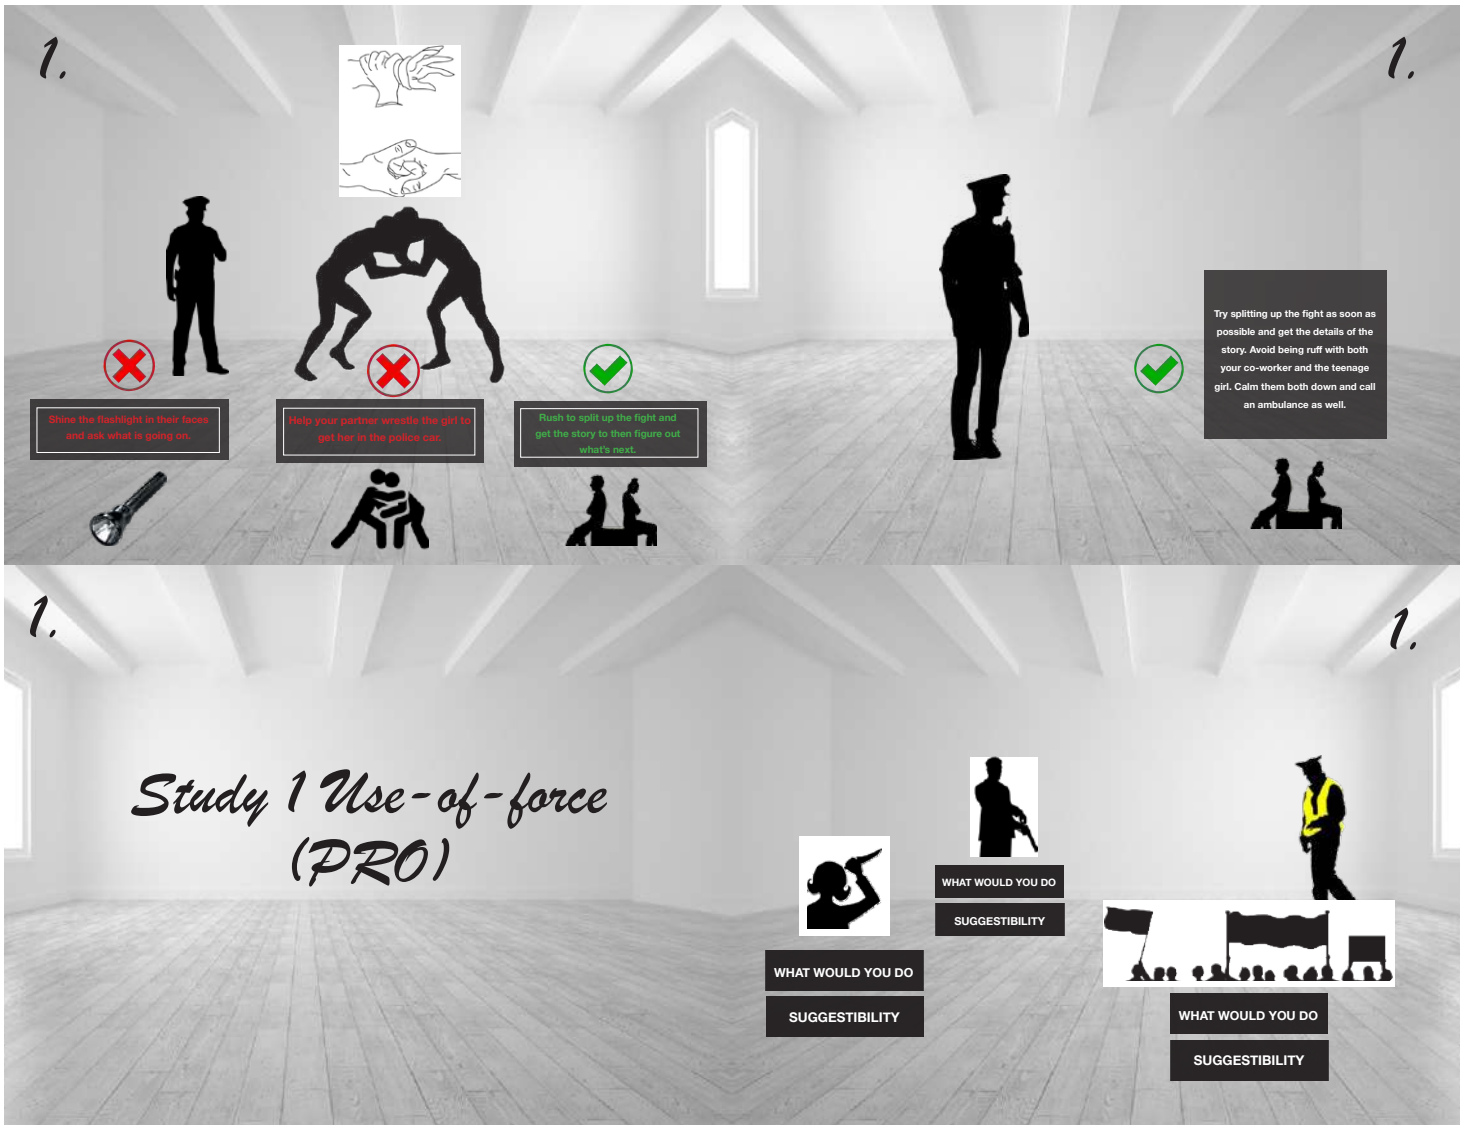 1.
Shine the flashlight in their faces
and ask what is going on.
Help your partner wrestle the girl to
get her in the police car.
Rush to split up the fight and
get the story to then figure out
what's next.
1.
Try splitting up the fight as soon as
possible and get the details of the
story. Avoid being ruff with both
your co-worker and the teenage
girl. Calm them both down and call
an ambulance as well.
1.
Study 1 Use-of-force
(PRO)
1.
WHAT WOULD YOU DO
SUGGESTIBILITY
WHAT WOULD YOU DO
SUGGESTIBILITY
WHAT WOULD YOU DO
SUGGESTIBILITY